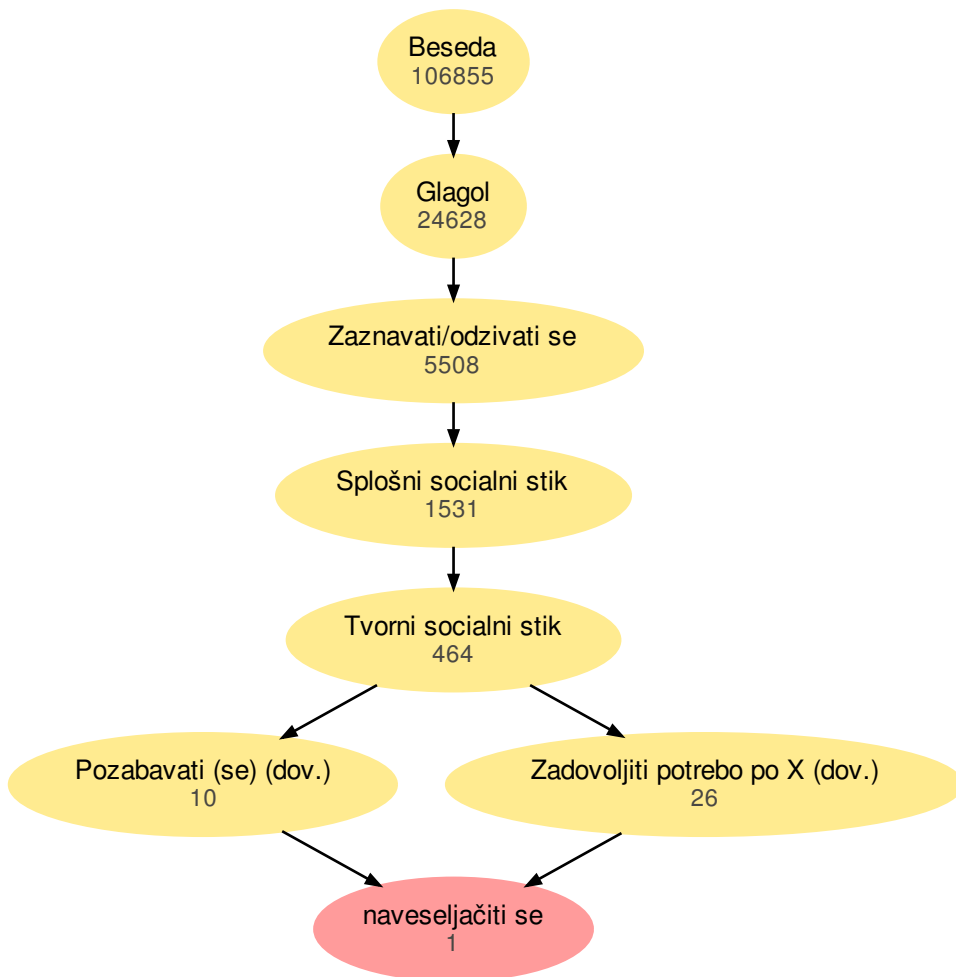 Beseda
106855
Glagol
24628
Zaznavati/odzivati se
5508
Splošni socialni stik
1531
Tvorni socialni stik
464
Pozabavati (se) (dov.)
10
Zadovoljiti potrebo po X (dov.)
26
naveseljačiti se
1